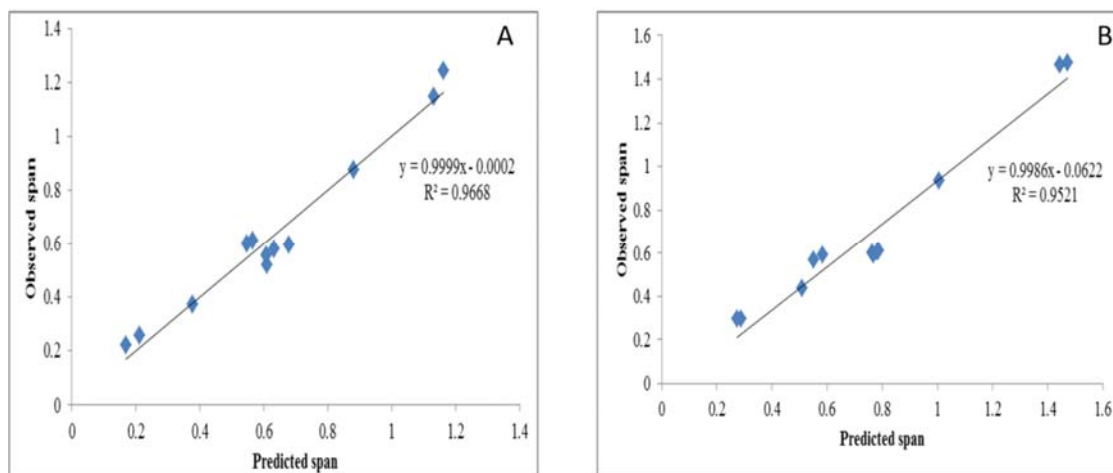 A
1.4
1.2
1
0.8
0.6
0.4
0.2
0
Observed span
y = 0.9999x - 0.0002
R² = 0.9668
0 0.2 0.4 0.6 0.8 1 1.2 1.4
Predicted span
B
1.6
1.4
1.2
1
0.8
0.6
0.4
0.2
0
Observed span
y = 0.9986x - 0.0622
R² = 0.9521
0 0.2 0.4 0.6 0.8 1 1.2 1.4 1.6
Predicted span